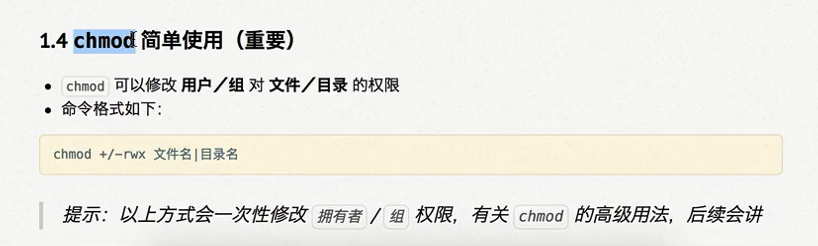 1.4 chmod 简单使用（重要）
chmod 可以修改 用户／组 对 文件／目录 的权限
命令格式如下：
chmod +/-rwx 文件名|目录名
提示：以上方式会一次性修改 拥有者 / 组 权限，有关 chmod 的高级用法，后续会讲